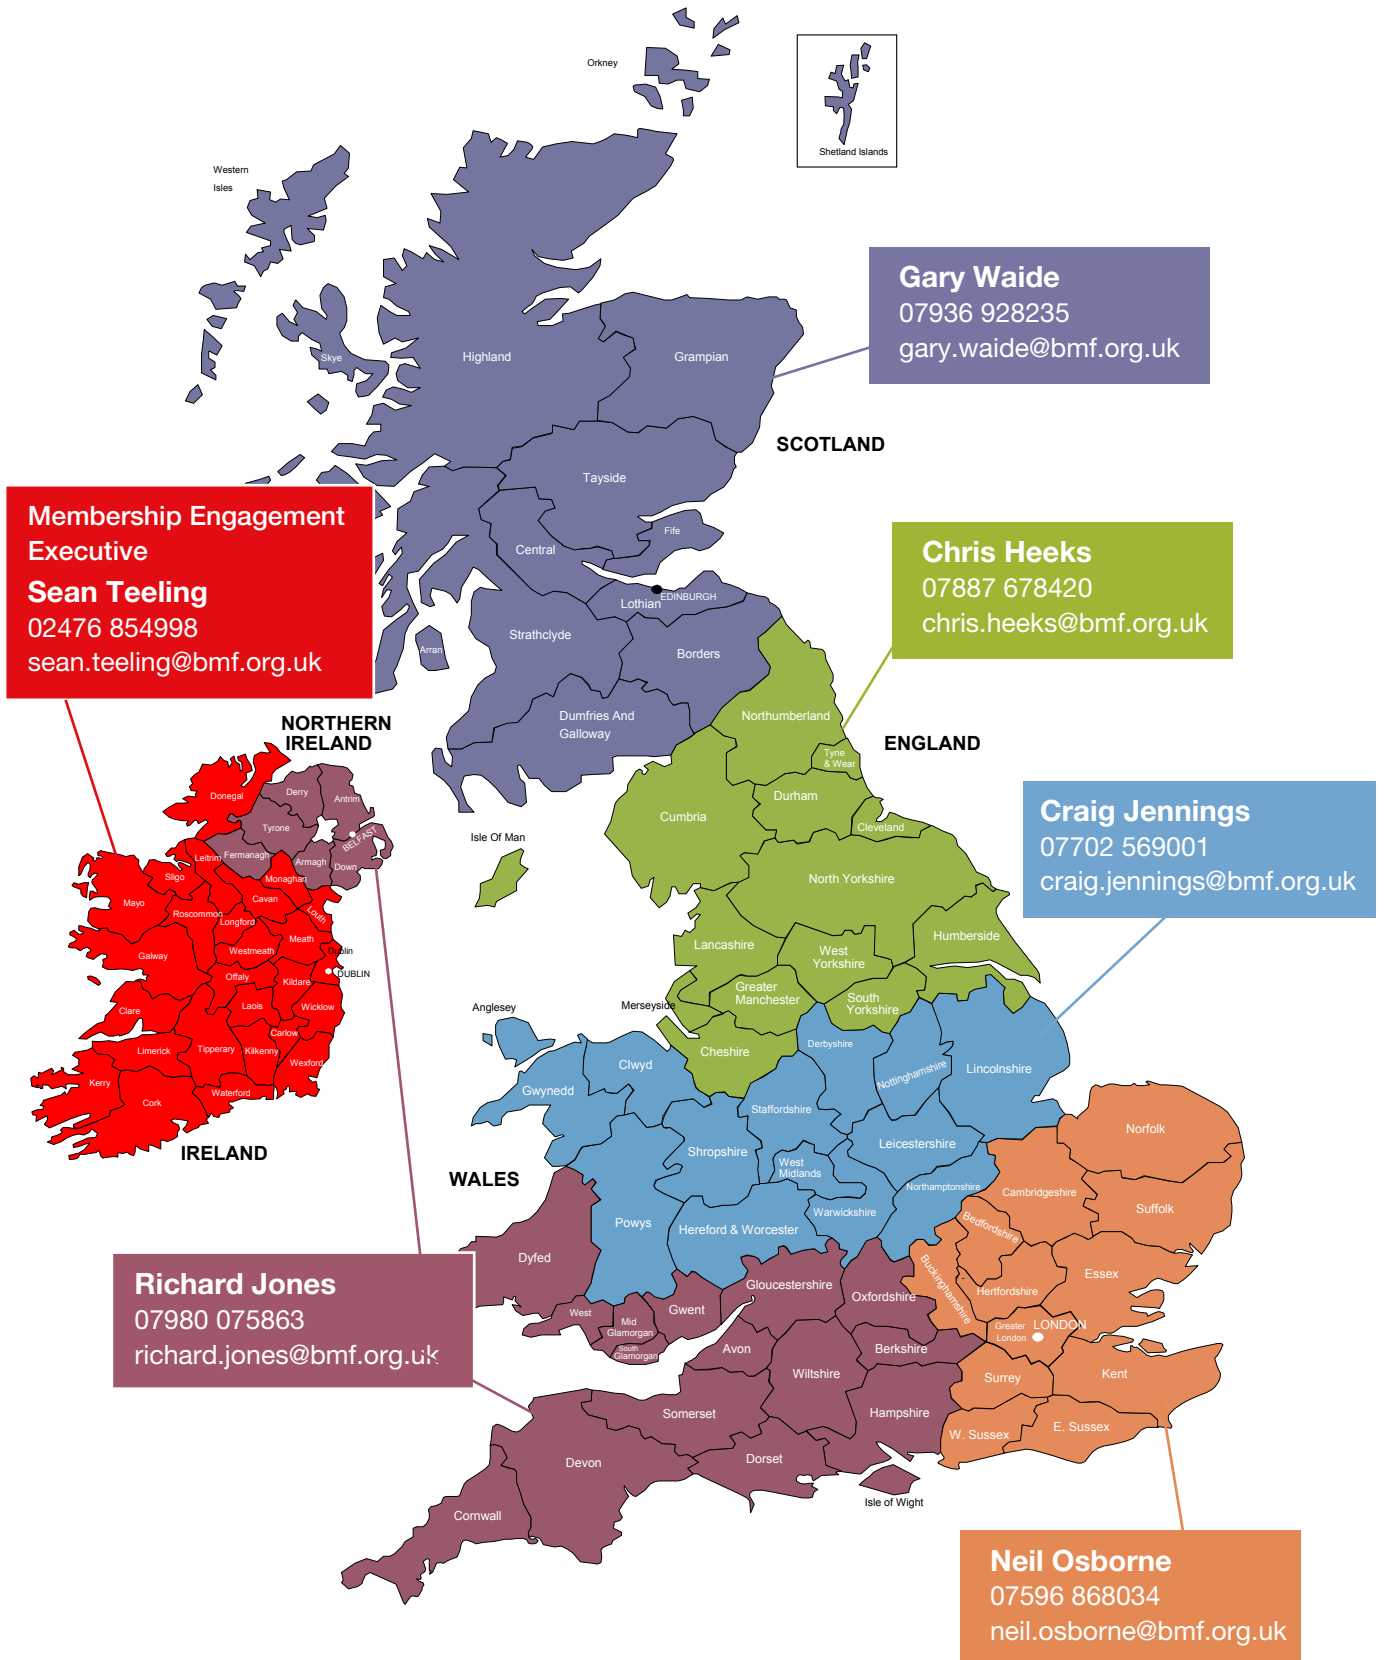 Orkney
Shetland Islands
Western
Isles
Gary Waide
07936 928235
gary.waide@bmf.org.uk
Skye
Highland
Grampian
SCOTLAND
Tayside
Membership Engagement
Executive
Sean Teeling
02476 854998
sean.teeling@bmf.org.uk
Fife
Central
Chris Heeks
07887 678420
chris.heeks@bmf.org.uk
EDINBURGH
Lothian
Strathclyde
Arran
Borders
Dumfries And
Galloway
NORTHERN
IRELAND
Northumberland
ENGLAND
Tyne
& Wear
Donegal
Derry
Antrim
Tyrone
BELFAST
Fermanagh
Armagh
Down
Durham
Cumbria
Cleveland
Craig Jennings
07702 569001
craig.jennings@bmf.org.uk
Isle Of Man
Leitrim
Sligo
Monaghan
Mayo
Cavan
Roscommon
Longford
Louth
North Yorkshire
Galway
Westmeath
Meath
Dublin
DUBLIN
Offaly
Kildare
Lancashire
West
Yorkshire
Humberside
Greater
Manchester
South
Yorkshire
Clare
Laois
Wicklow
Anglesey
Merseyside
Carlow
Limerick
Tipperary
Kilkenny
Wexford
Cheshire
Derbyshire
Nottinghamshire
Lincolnshire
Clwyd
Gwynedd
Kerry
Cork
Waterford
IRELAND
Staffordshire
Shropshire
Leicestershire
Norfolk
WALES
West
Midlands
Northamptonshire
Cambridgeshire
Suffolk
Powys
Hereford & Worcester
Warwickshire
Bedfordshire
Dyfed
Buckinghamshire
Hertfordshire
Essex
Richard Jones
07980 075863
richard.jones@bmf.org.uk
Gloucestershire
Oxfordshire
West
Mid
Glamorgan
South
Glamorgan
Gwent
Greater
London
LONDON
Avon
Berkshire
Wiltshire
Surrey
Kent
Somerset
Hampshire
W. Sussex
E. Sussex
Devon
Dorset
Isle of Wight
Cornwall
Neil Osborne
07596 868034
neil.osborne@bmf.org.uk